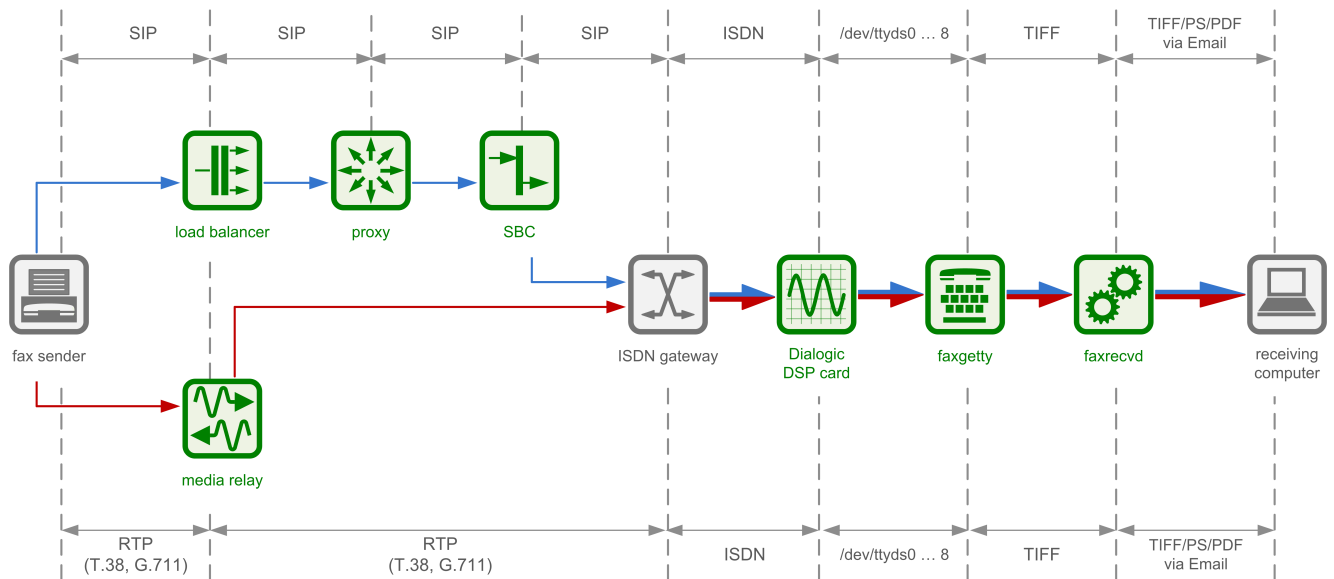 SIP
SIP
SIP
SIP
ISDN
/dev/ttyds0 ... 8
TIFF
TIFF/PS/PDF
via Email
load balancer
proxy
SBC
fax sender
ISDN gateway
Dialogic
DSP card
faxgetty
faxrecvd
receiving
computer
media relay
RTP
(T.38, G.711)
RTP
(T.38, G.711)
ISDN
/dev/ttyds0 ... 8
TIFF
TIFF/PS/PDF
via Email